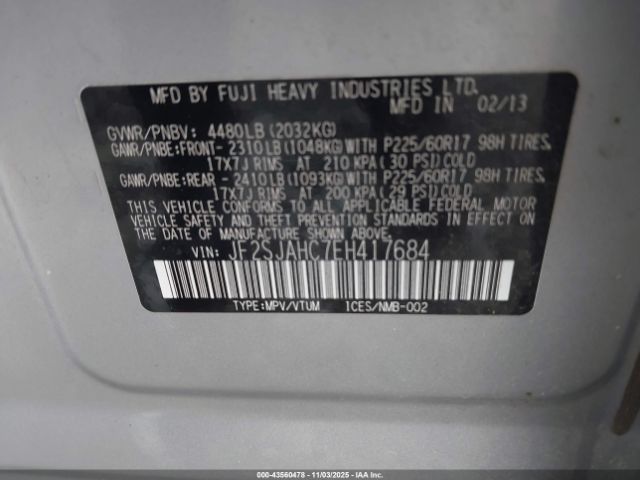 MFD BY FUJI HEAVY INDUSTRIES LTD.
MFD IN 02/13
GVWR/PNBV: 4480LB(2032KG)
GAWR/PNBE:FRONT- 2310LB(1048KG)WITH P225/60R17 98H TIRES.
17X7J RIMS AT 210 KPA(30 PSI)COLD
GAWR/PNBE:REAR - 2410LB(1093KG)WITH P225/60R17 98H TIRES.
17X7J RIMS AT 200 KPA(29 PSI)COLD
THIS VEHICLE CONFORMS TO ALL APPLICABLE FEDERAL MOTOR
VEHICLE SAFETY AND THEFT PREVENTION STANDARDS IN EFFECT
ON THE DATE OF MANUFACTURE SHOWN ABOVE.
VIN: JF2SJAHC7EH417684
TYPE:MPV/VTUM ICES/NMB-002
000-43560478 - 11/03/2025 - IAAI.COM